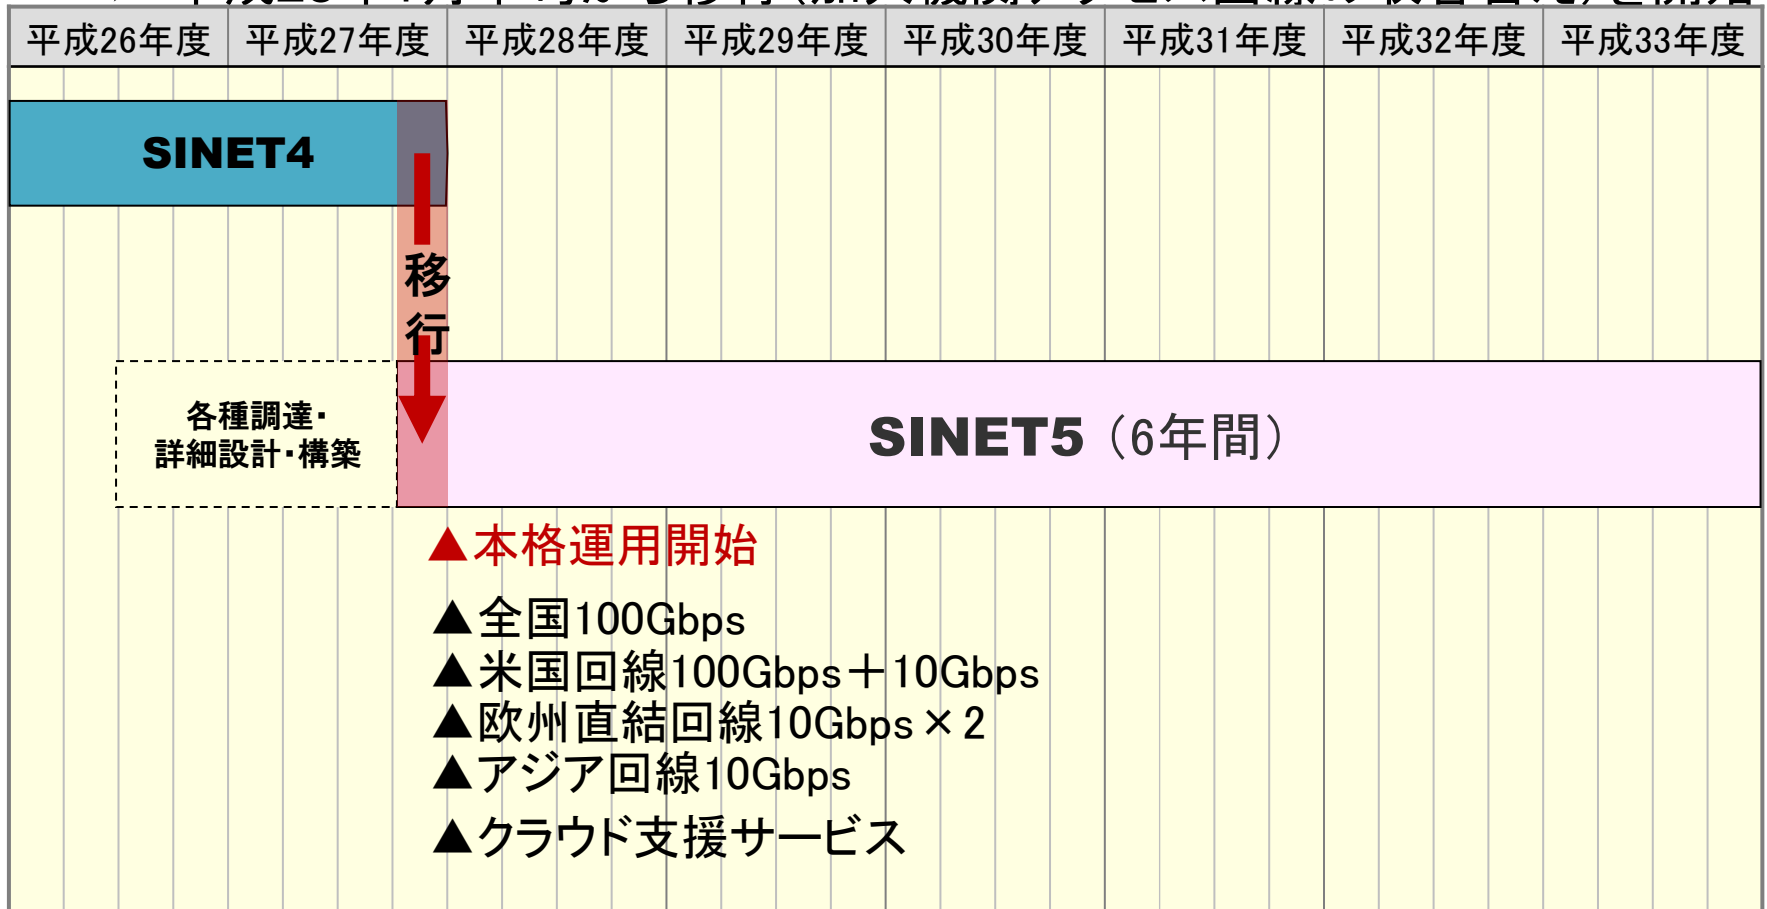 平成26年度 平成27年度 平成28年度 平成29年度 平成30年度 平成31年度 平成32年度 平成33年度
SINET4
移
行
各種調達・
詳細設計・構築
SINET5（6年間）
▲本格運用開始
▲全国100Gbps
▲米国回線100Gbps＋10Gbps
▲欧州直結回線10Gbps×2
▲アジア回線10Gbps
▲クラウド支援サービス